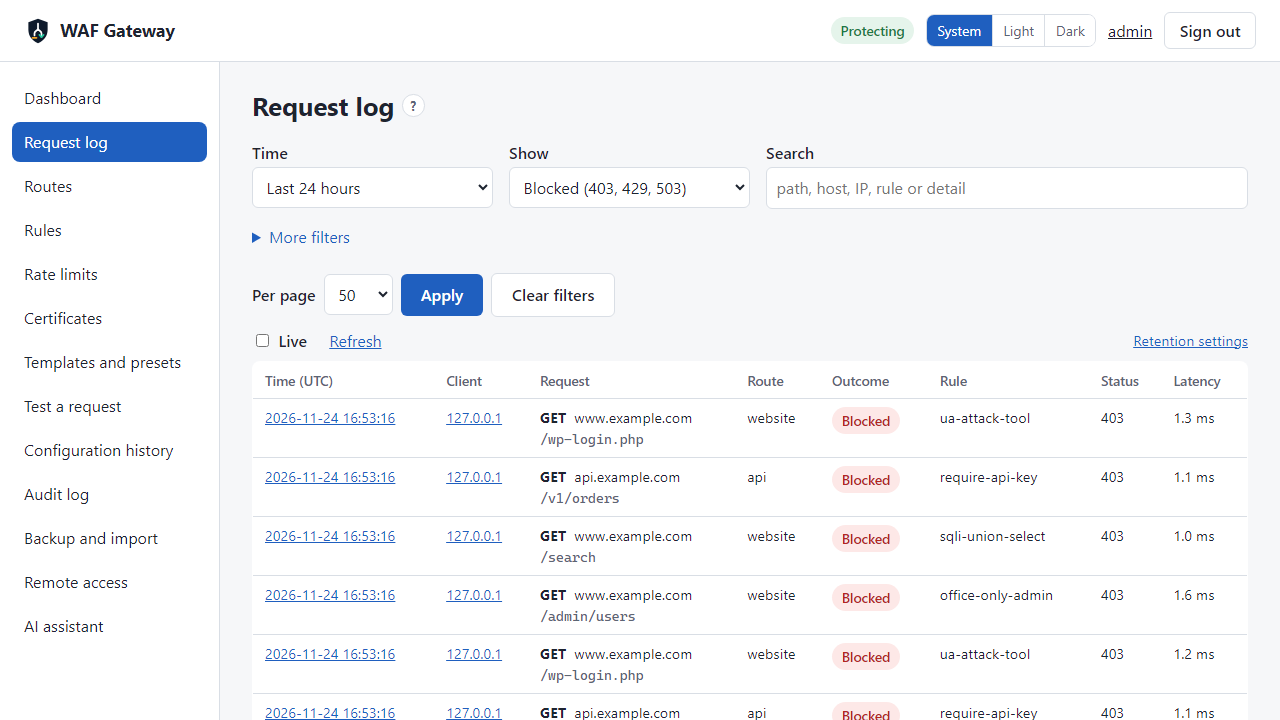 WAF Gateway
Protecting
System Light Dark
admin
Sign out
Dashboard
Request log
Routes
Rules
Rate limits
Certificates
Templates and presets
Test a request
Configuration history
Audit log
Backup and import
Remote access
AI assistant
Request log ?
Time Show Search
Last 24 hours Blocked (403, 429, 503) path, host, IP, rule or detail
More filters
Per page 50 Apply Clear filters
Live Refresh Retention settings
Time (UTC) Client Request Route Outcome Rule Status Latency
2026-11-24 16:53:16 127.0.0.1 GET www.example.com website Blocked ua-attack-tool 403 1.3 ms
/wp-login.php
2026-11-24 16:53:16 127.0.0.1 GET api.example.com api Blocked require-api-key 403 1.1 ms
/v1/orders
2026-11-24 16:53:16 127.0.0.1 GET www.example.com website Blocked sqli-union-select 403 1.0 ms
/search
2026-11-24 16:53:16 127.0.0.1 GET www.example.com website Blocked office-only-admin 403 1.6 ms
/admin/users
2026-11-24 16:53:16 127.0.0.1 GET www.example.com website Blocked ua-attack-tool 403 1.2 ms
/wp-login.php
2026-11-24 16:53:16 127.0.0.1 GET api.example.com api Blocked require-api-key 403 1.1 ms